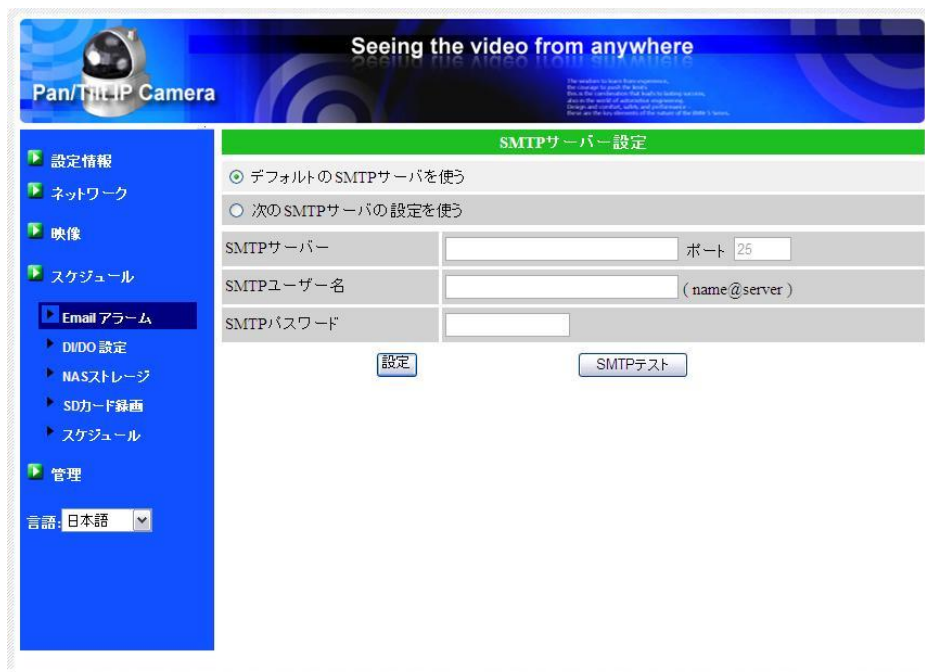 Seeing the video from anywhere
Pan/Tilt IP Camera
設定情報
ネットワーク
映像
スケジュール
Email アラーム
DI/DO 設定
NASストレージ
SDカード録画
スケジュール
管理
言語: 日本語
SMTPサーバー設定
デフォルトのSMTPサーバを使う
次のSMTPサーバの設定を使う
SMTPサーバー ポート 25
SMTPユーザー名 ( name@server )
SMTPパスワード
設定 SMTPテスト